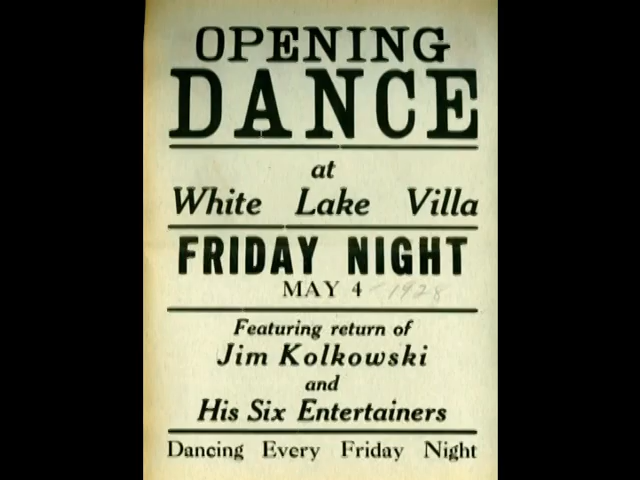 OPENING
DANCE
at
White Lake Villa
FRIDAY NIGHT
MAY 4 - 1928
Featuring return of
Jim Kolkowski
and
His Six Entertainers
Dancing Every Friday Night